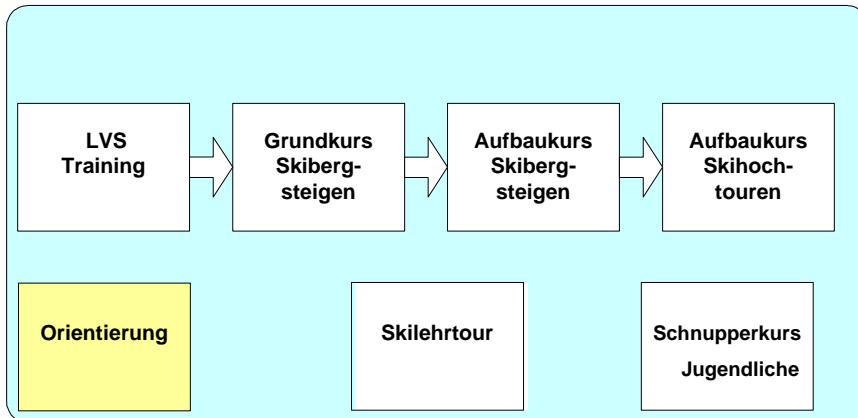 LVS
Training
Grundkurs
Skiberg-
steigen
Aufbaukurs
Skiberg-
steigen
Aufbaukurs
Skihoch-
touren
Orientierung
Skilehrtour
Schnupperkurs
Jugendliche